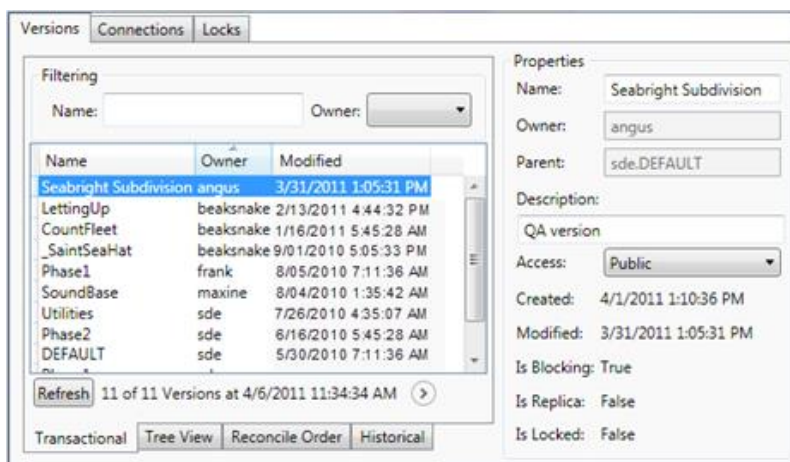 Versions Connections Locks
Filtering
Name: Owner:
Name Owner Modified
Seabright Subdivision angus 3/31/2011 1:05:31 PM
LettingUp beaksnake 2/13/2011 4:44:32 PM
CountFleet beaksnake 1/16/2011 5:45:28 AM
_SaintSeaHat beaksnake 9/01/2010 5:05:33 PM
Phase1 frank 8/05/2010 7:11:36 AM
SoundBase maxine 8/04/2010 1:35:42 AM
Utilities sde 7/26/2010 4:35:07 AM
Phase2 sde 6/16/2010 5:45:28 AM
DEFAULT sde 5/30/2010 7:11:36 AM
Refresh 11 of 11 Versions at 4/6/2011 11:34:34 AM
Transactional Tree View Reconcile Order Historical
Properties
Name: Seabright Subdivision
Owner: angus
Parent: sde.DEFAULT
Description:
QA version
Access: Public
Created: 4/1/2011 1:10:36 PM
Modified: 3/31/2011 1:05:31 PM
Is Blocking: True
Is Replica: False
Is Locked: False